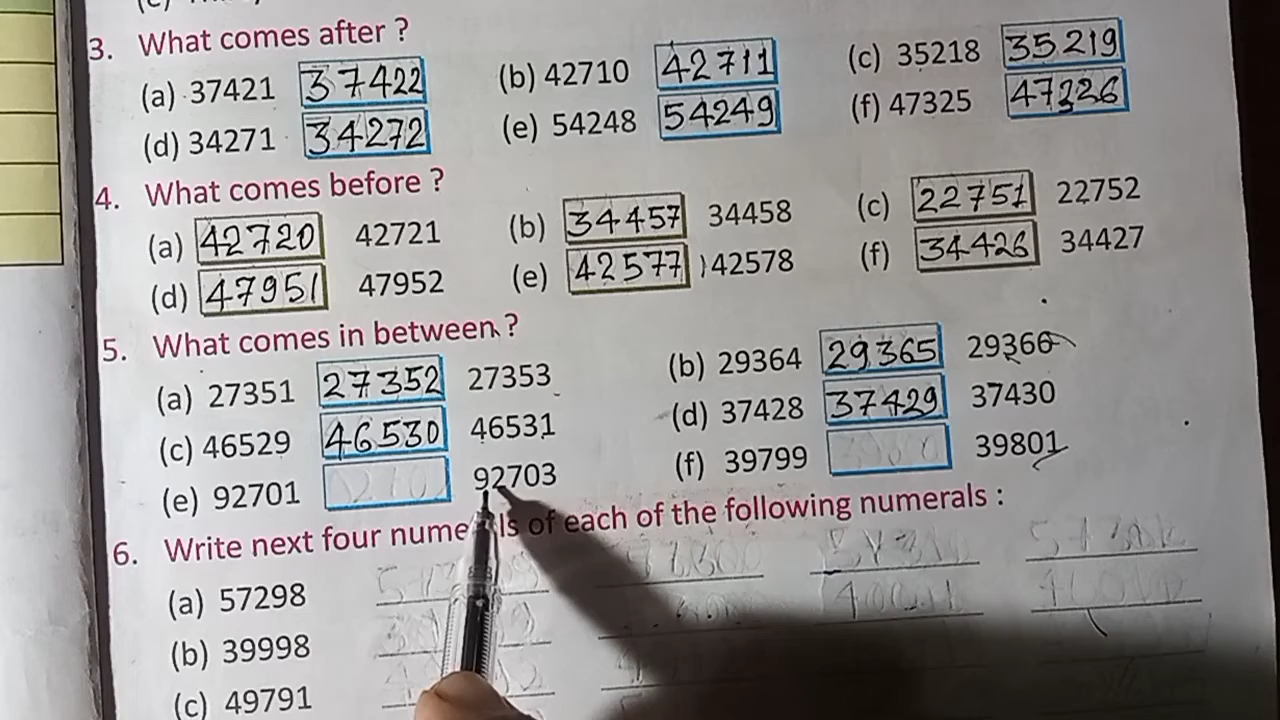 3. What comes after ?
(a) 37421 37422 (b) 42710 42711 (c) 35218 35219
(d) 34271 34272 (e) 54248 54249 (f) 47325 47326
4. What comes before ?
(a) 42720 42721 (b) 34457 34458 (c) 22751 22752
(d) 47951 47952 (e) 42577 42578 (f) 34426 34427
5. What comes in between ?
(a) 27351 27352 27353 (b) 29364 29365 29366
(c) 46529 46530 46531 (d) 37428 37429 37430
(e) 92701 92703 (f) 39799 39801
6. Write next four numerals of each of the following numerals :
(a) 57298
(b) 39998
(c) 49791